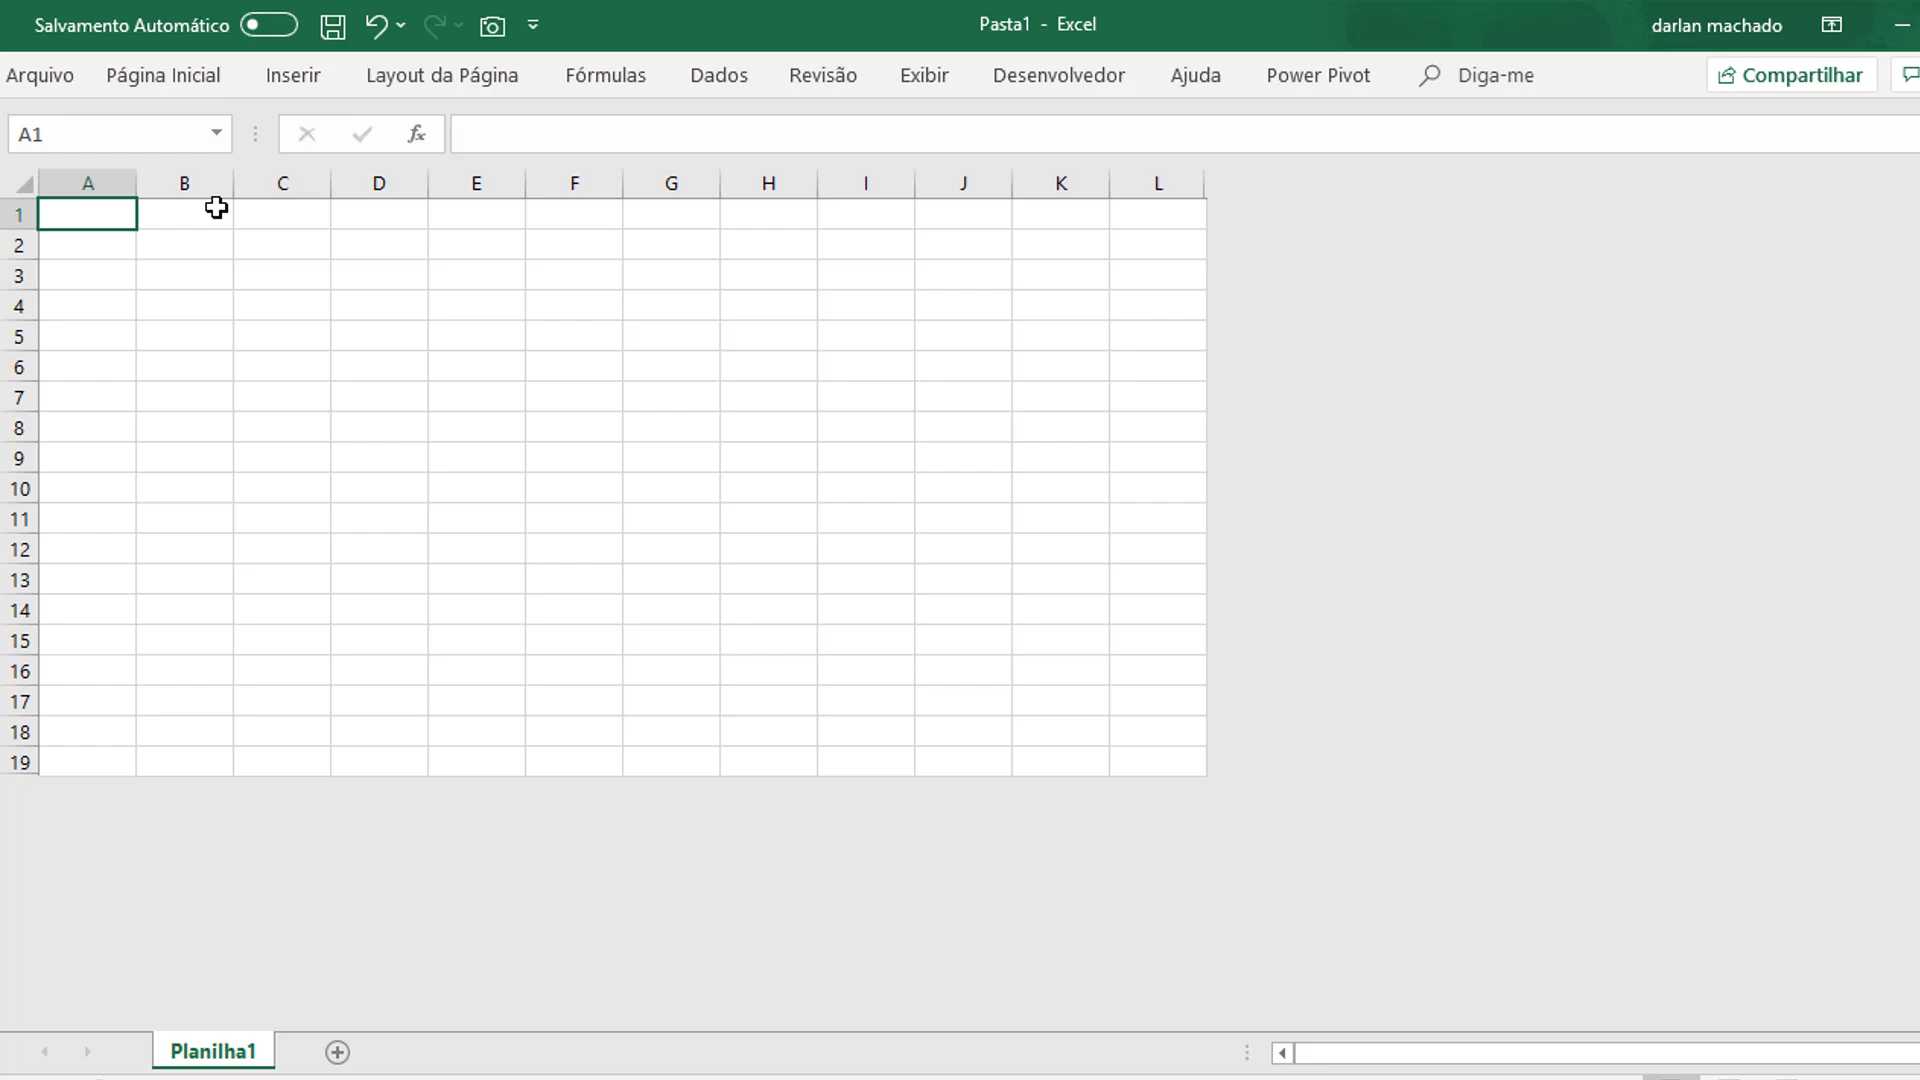 Salvamento Automático
Pasta1 - Excel
darlan machado
Arquivo Página Inicial Inserir Layout da Página Fórmulas Dados Revisão Exibir Desenvolvedor Ajuda Power Pivot Diga-me Compartilhar
A1 fx
A B C D E F G H I J K L
1
2
3
4
5
6
7
8
9
10
11
12
13
14
15
16
17
18
19
Planilha1